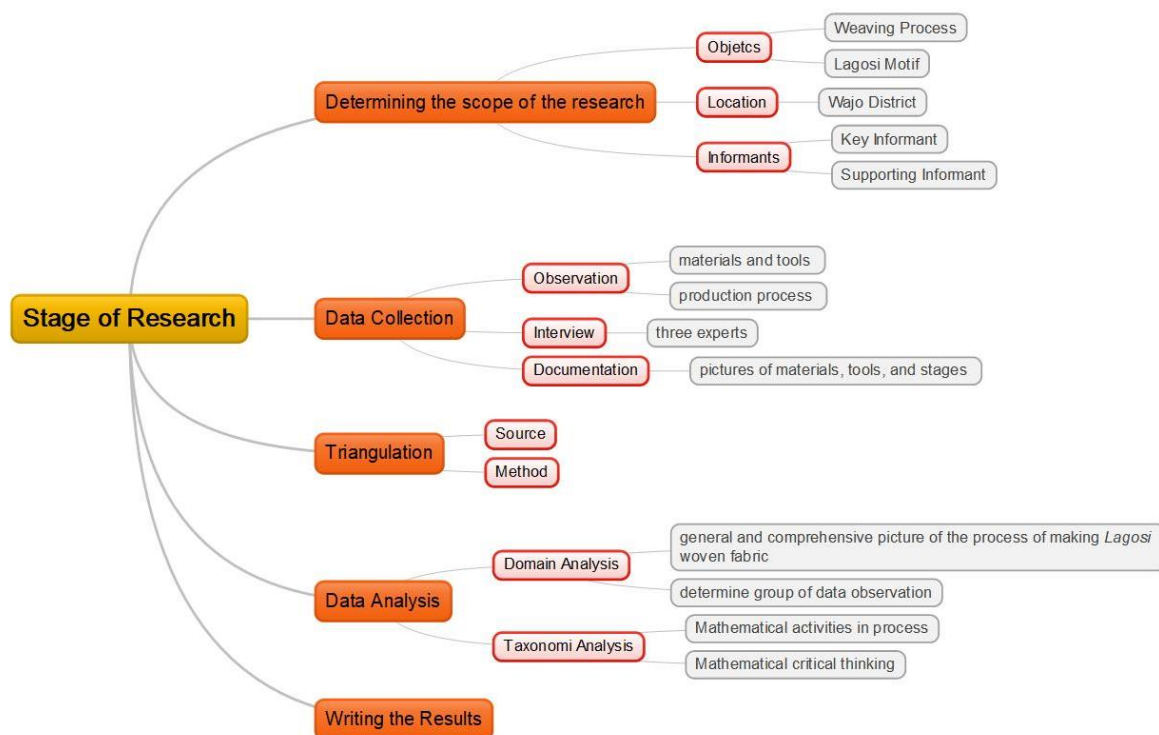 Stage of Research
Determining the scope of the research
Objetcs
Weaving Process
Lagosi Motif
Location
Wajo District
Informants
Key Informant
Supporting Informant
Data Collection
Observation
materials and tools
production process
Interview
three experts
Documentation
pictures of materials, tools, and stages
Triangulation
Source
Method
Data Analysis
Domain Analysis
general and comprehensive picture of the process of making Lagosi
woven fabric
determine group of data observation
Taxonomi Analysis
Mathematical activities in process
Mathematical critical thinking
Writing the Results